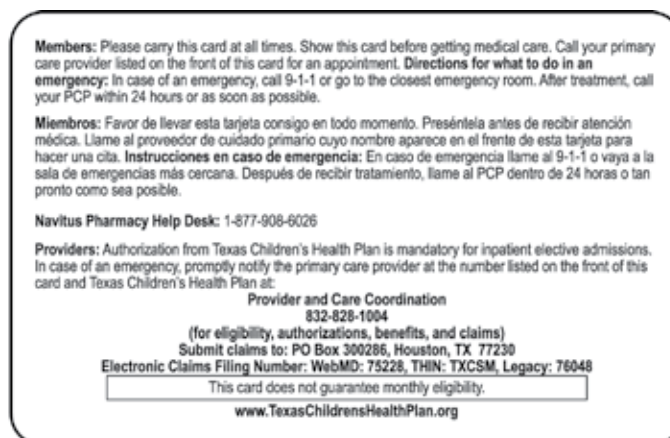 Members: Please carry this card at all times. Show this card before getting medical care. Call your primary
care provider listed on the front of this card for an appointment. Directions for what to do in an
emergency: In case of an emergency, call 9-1-1 or go to the closest emergency room. After treatment, call
your PCP within 24 hours or as soon as possible.
Miembros: Favor de llevar esta tarjeta consigo en todo momento. Preséntela antes de recibir atención
médica. Llame al proveedor de cuidado primario cuyo nombre aparece en el frente de esta tarjeta para
hacer una cita. Instrucciones en caso de emergencia: En caso de emergencia llame al 9-1-1 o vaya a la
sala de emergencias más cercana. Después de recibir tratamiento, llame al PCP dentro de 24 horas o tan
pronto como sea posible.
Navitus Pharmacy Help Desk: 1-877-908-6026
Providers: Authorization from Texas Children's Health Plan is mandatory for inpatient elective admissions.
In case of an emergency, promptly notify the primary care provider at the number listed on the front of this
card and Texas Children's Health Plan at:
Provider and Care Coordination
832-828-1004
(for eligibility, authorizations, benefits, and claims)
Submit claims to: PO Box 300286, Houston, TX 77230
Electronic Claims Filing Number: WebMD: 75228, THIN: TXCSM, Legacy: 76048
This card does not guarantee monthly eligibility.
www.TexasChildrensHealthPlan.org